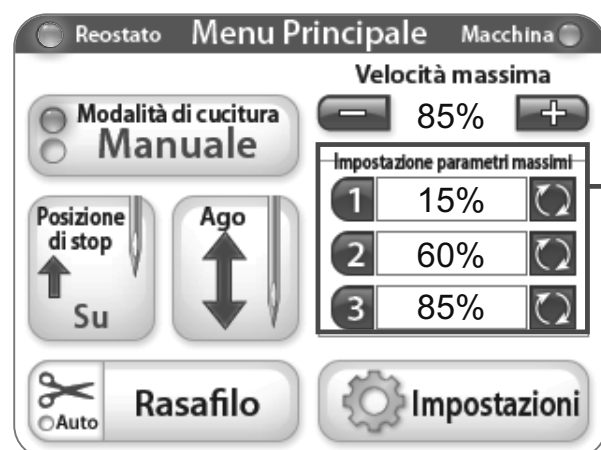 Reostato Menu Principale Macchina
Velocità massima
85%
Modalità di cucitura
Manuale
Impostazione parametri massimi
1 15%
2 60%
3 85%
Posizione
di stop
Su
Ago
Auto
Rasafilo
Impostazioni